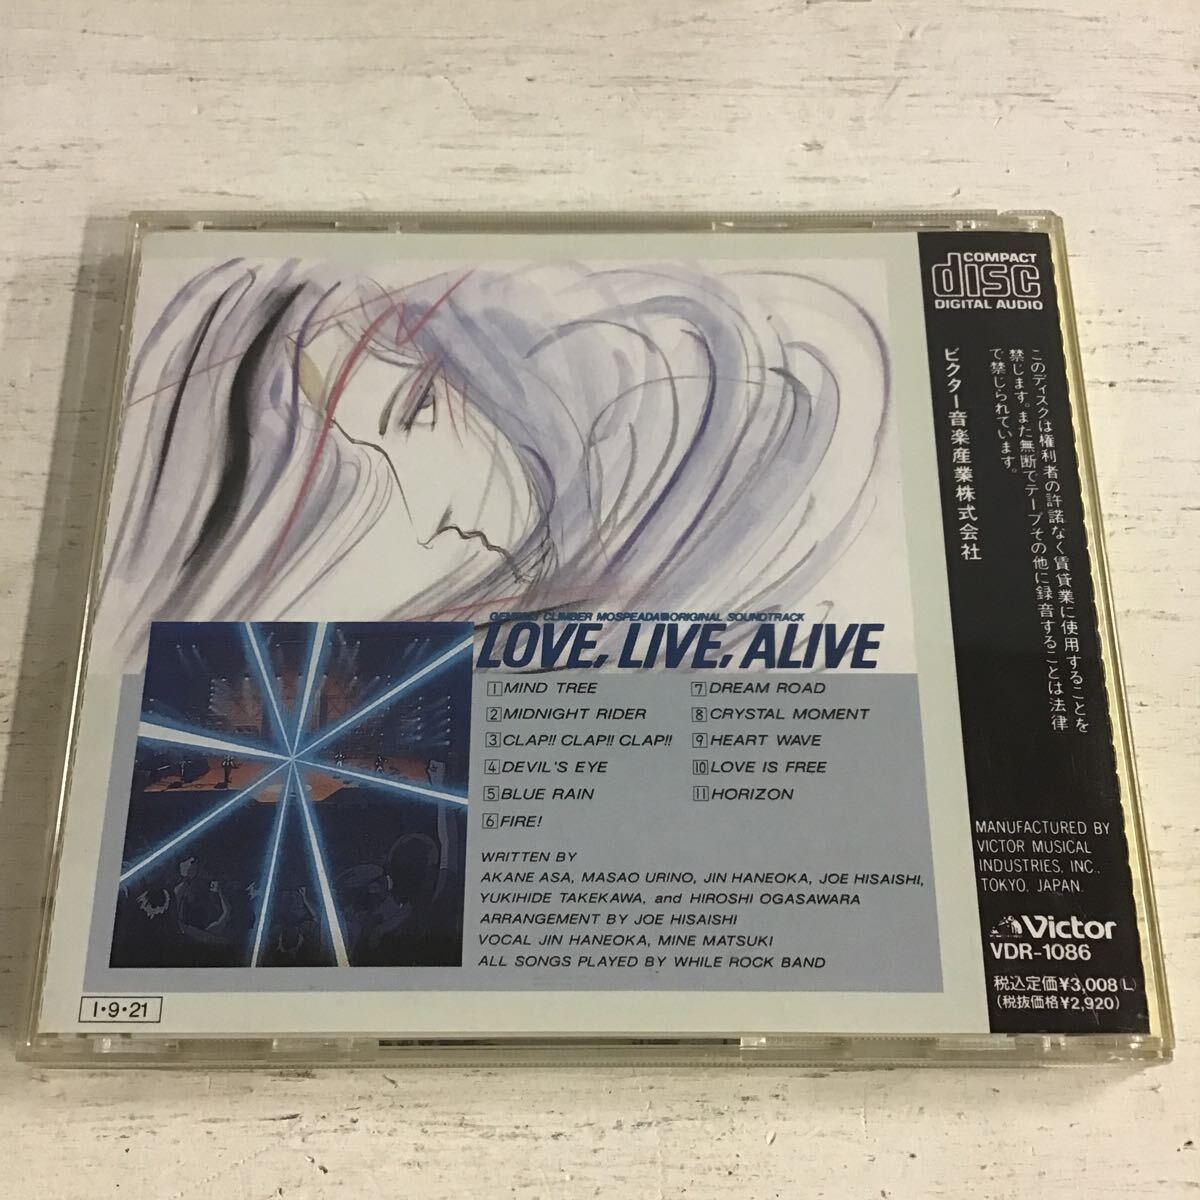 GENESIS CLIMBER MOSPEADAⅢORIGINAL SOUNDTRACK
LOVE, LIVE, ALIVE
1 MIND TREE
2 MIDNIGHT RIDER
3 CLAP!! CLAP!! CLAP!!
4 DEVIL'S EYE
5 BLUE RAIN
6 FIRE!
7 DREAM ROAD
8 CRYSTAL MOMENT
9 HEART WAVE
10 LOVE IS FREE
11 HORIZON
WRITTEN BY
AKANE ASA, MASAO URINO, JIN HANEOKA, JOE HISAISHI,
YUKIHIDE TAKEKAWA, and HIROSHI OGASAWARA
ARRANGEMENT BY JOE HISAISHI
VOCAL JIN HANEOKA, MINE MATSUKI
ALL SONGS PLAYED BY WHILE ROCK BAND
I・9・21
COMPACT
disc
DIGITAL AUDIO
このディスクは権利者の許諾なく賃貸業に使用することを
禁じます。また無断でテープその他に録音することは法律
で禁じられています。
ビクター音楽産業株式会社
MANUFACTURED BY
VICTOR MUSICAL
INDUSTRIES, INC.,
TOKYO, JAPAN.
Victor
VDR-1086
税込定価¥3,008(L)
(税抜価格¥2,920)